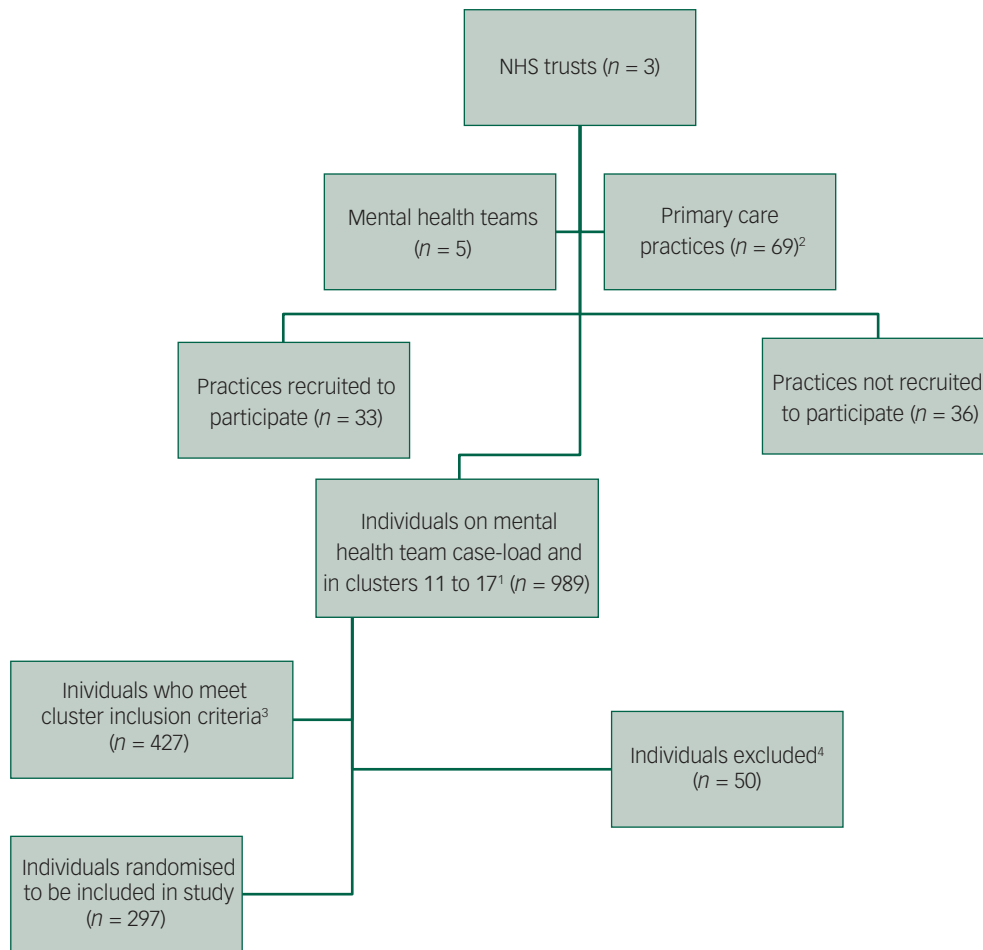 NHS trusts (n = 3)
Mental health teams
(n = 5)
Primary care
practices (n = 69)²
Practices recruited to
participate (n = 33)
Practices not recruited
to participate (n = 36)
Individuals on mental
health team case-load and
in clusters 11 to 17¹ (n = 989)
Inividuals who meet
cluster inclusion criteria³
(n = 427)
Individuals excluded⁴
(n = 50)
Individuals randomised
to be included in study
(n = 297)